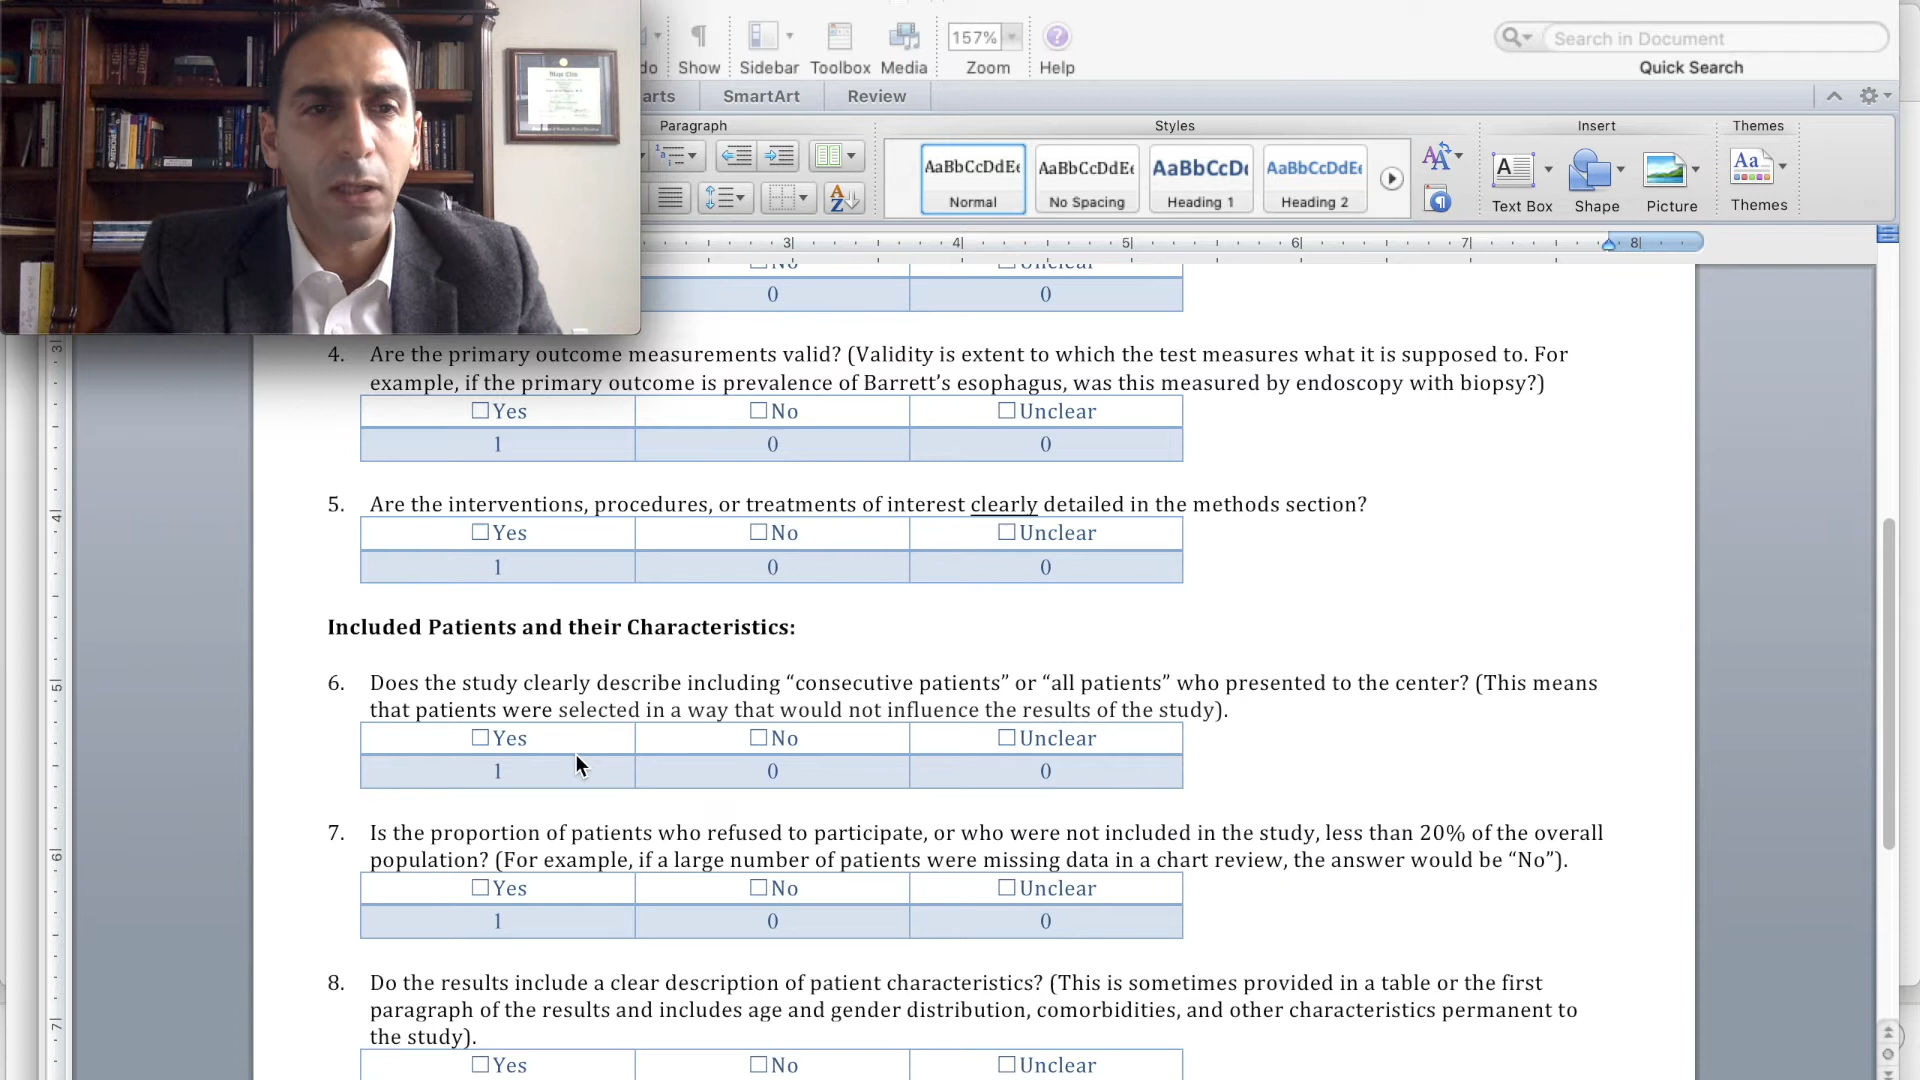 do Show Sidebar Toolbox Media 157% Zoom Help
Search in Document
Quick Search
arts SmartArt Review
Paragraph Styles Insert Themes
AaBbCcDdEe AaBbCcDdEe AaBbCcDd AaBbCcDdEe Aa
Normal No Spacing Heading 1 Heading 2 Text Box Shape Picture Themes
3 4 5 6 7 8
No Unclear
0 0
4. Are the primary outcome measurements valid? (Validity is extent to which the test measures what it is supposed to. For
example, if the primary outcome is prevalence of Barrett’s esophagus, was this measured by endoscopy with biopsy?)
☐Yes ☐No ☐Unclear
1 0 0
5. Are the interventions, procedures, or treatments of interest clearly detailed in the methods section?
☐Yes ☐No ☐Unclear
1 0 0
Included Patients and their Characteristics:
6. Does the study clearly describe including “consecutive patients” or “all patients” who presented to the center? (This means
that patients were selected in a way that would not influence the results of the study).
☐Yes ☐No ☐Unclear
1 0 0
7. Is the proportion of patients who refused to participate, or who were not included in the study, less than 20% of the overall
population? (For example, if a large number of patients were missing data in a chart review, the answer would be “No”).
☐Yes ☐No ☐Unclear
1 0 0
8. Do the results include a clear description of patient characteristics? (This is sometimes provided in a table or the first
paragraph of the results and includes age and gender distribution, comorbidities, and other characteristics permanent to
the study).
☐Yes ☐No ☐Unclear